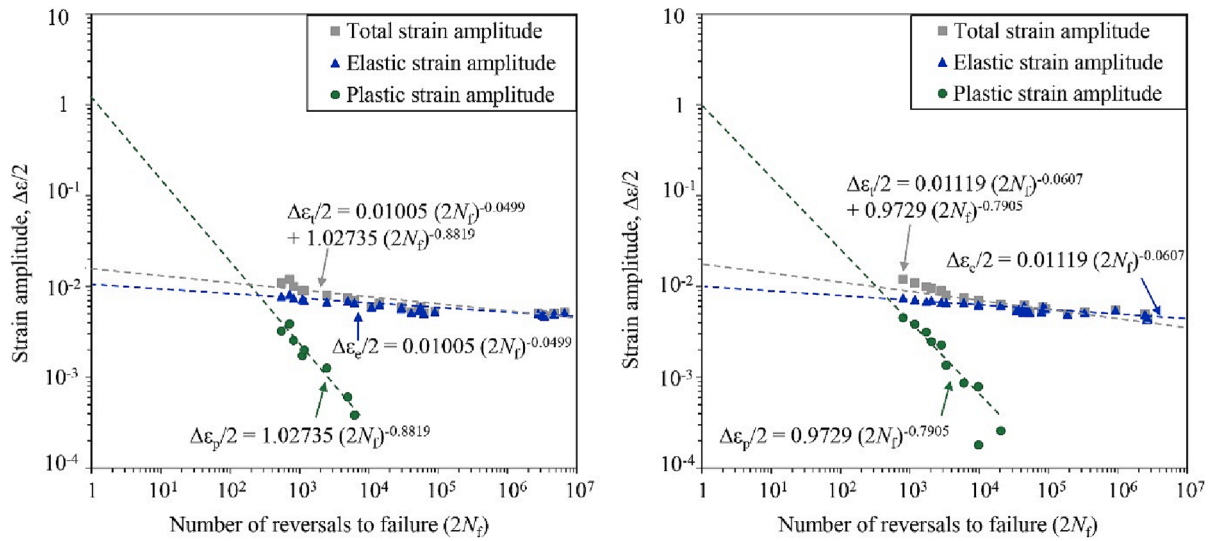 10
1
10^-1
10^-2
10^-3
10^-4
Strain amplitude, Δε/2
Total strain amplitude
Elastic strain amplitude
Plastic strain amplitude
Δε_t/2 = 0.01005 (2N_f)^-0.0499
+ 1.02735 (2N_f)^-0.8819
Δε_e/2 = 0.01005 (2N_f)^-0.0499
Δε_p/2 = 1.02735 (2N_f)^-0.8819
1 10 10^2 10^3 10^4 10^5 10^6 10^7
Number of reversals to failure (2N_f)
10
1
10^-1
10^-2
10^-3
10^-4
Strain amplitude, Δε/2
Total strain amplitude
Elastic strain amplitude
Plastic strain amplitude
Δε_t/2 = 0.01119 (2N_f)^-0.0607
+ 0.9729 (2N_f)^-0.7905
Δε_e/2 = 0.01119 (2N_f)^-0.0607
Δε_p/2 = 0.9729 (2N_f)^-0.7905
1 10 10^2 10^3 10^4 10^5 10^6 10^7
Number of reversals to failure (2N_f)